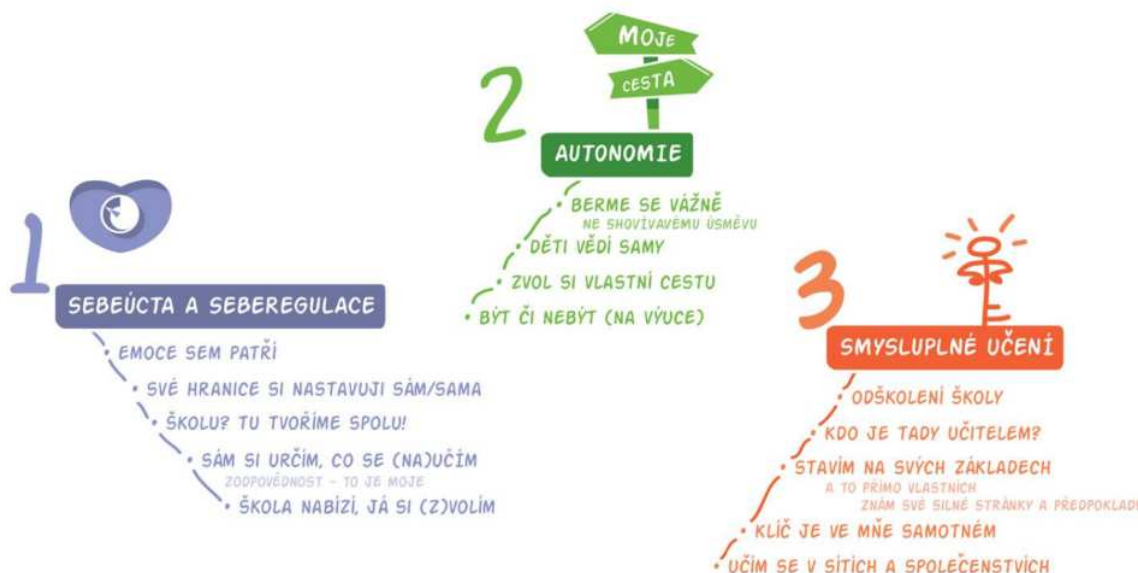 1
SEBEÚCTA A SEBEREGULACE
EMOCE SEM PATŘÍ
SVÉ HRANICE SI NASTAVUJI SÁM/SAMA
ŠKOLU? TU TVOŘÍME SPOLU!
SÁM SI URČÍM, CO SE (NA)UČÍM
ZODPOVĚDNOST - TO JE MOJE
ŠKOLA NABÍZÍ, JÁ SI (Z)VOLÍM
2
MOJE
CESTA
AUTONOMIE
BERME SE VÁŽNĚ
NE SHOVÍVAVÉMU ÚSMĚVU
DĚTI VĚDÍ SAMY
ZVOL SI VLASTNÍ CESTU
BÝT ČI NEBÝT (NA VÝUCE)
3
SMYSLUPLNÉ UČENÍ
ODŠKOLENÍ ŠKOLY
KDO JE TADY UČITELEM?
STAVÍM NA SVÝCH ZÁKLADECH
A TO PŘÍMO VLASTNÍCH
ZNÁM SVÉ SILNÉ STRÁNKY A PŘEDPOKLADY
KLÍČ JE VE MŇE SAMOTNÉM
UČÍM SE V SÍTÍCH A SPOLEČENSTVÍCH